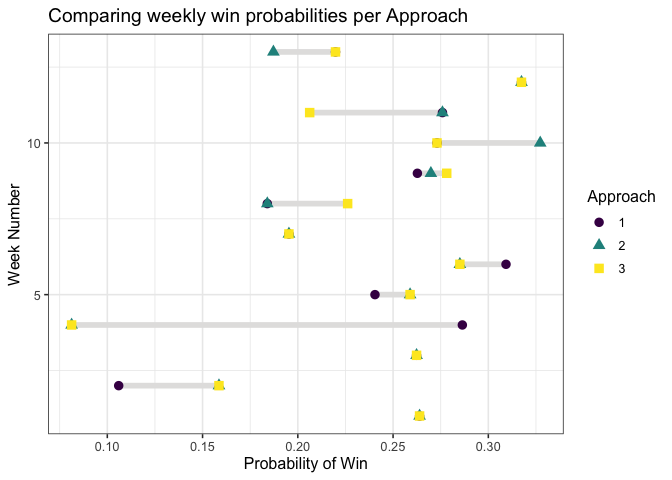 Comparing weekly win probabilities per Approach
10
5
Week Number
0.10 0.15 0.20 0.25 0.30
Probability of Win
Approach
1
2
3